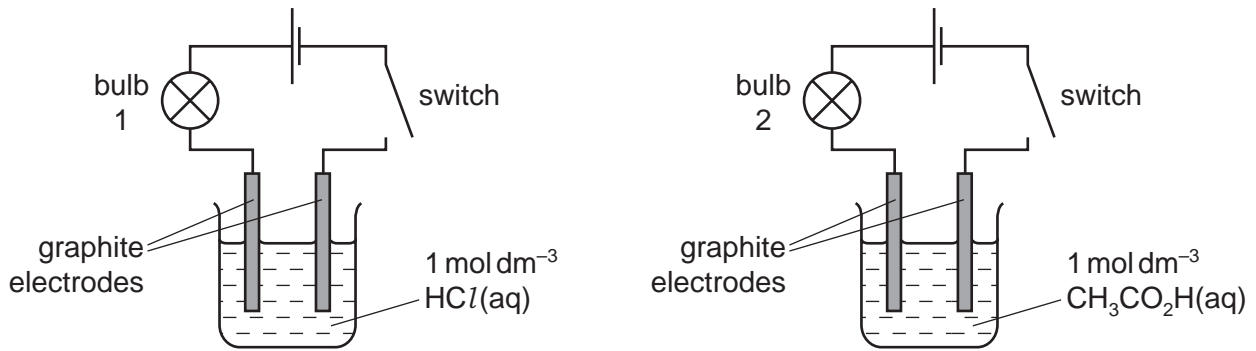 bulb
1
switch
graphite
electrodes
1 mol dm⁻³
HCl(aq)
bulb
2
switch
graphite
electrodes
1 mol dm⁻³
CH₃CO₂H(aq)